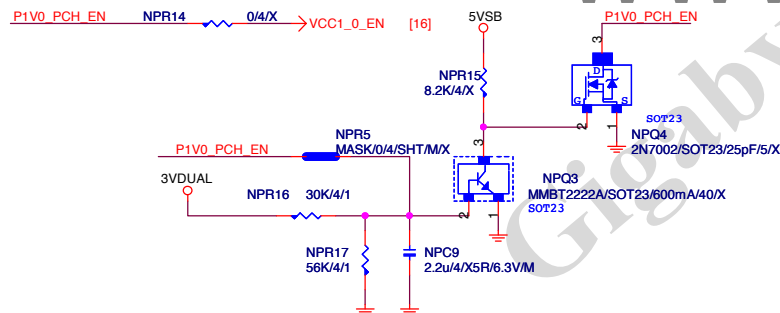 P1V0_PCH_EN
NPR14
0/4/X
VCC1_0_EN
[16]
5VSB
P1V0_PCH_EN
3
D
NPR15
8.2K/4/X
G
S
2
1
SOT23
NPQ4
2N7002/SOT23/25pF/5/X
NPR5
P1V0_PCH_EN
MASK/0/4/SHT/M/X
3
3VDUAL
NPR16
30K/4/1
NPQ3
MMBT2222A/SOT23/600mA/40/X
SOT23
2
1
NPR17
56K/4/1
NPC9
2.2u/4/X5R/6.3V/M
Gigaby